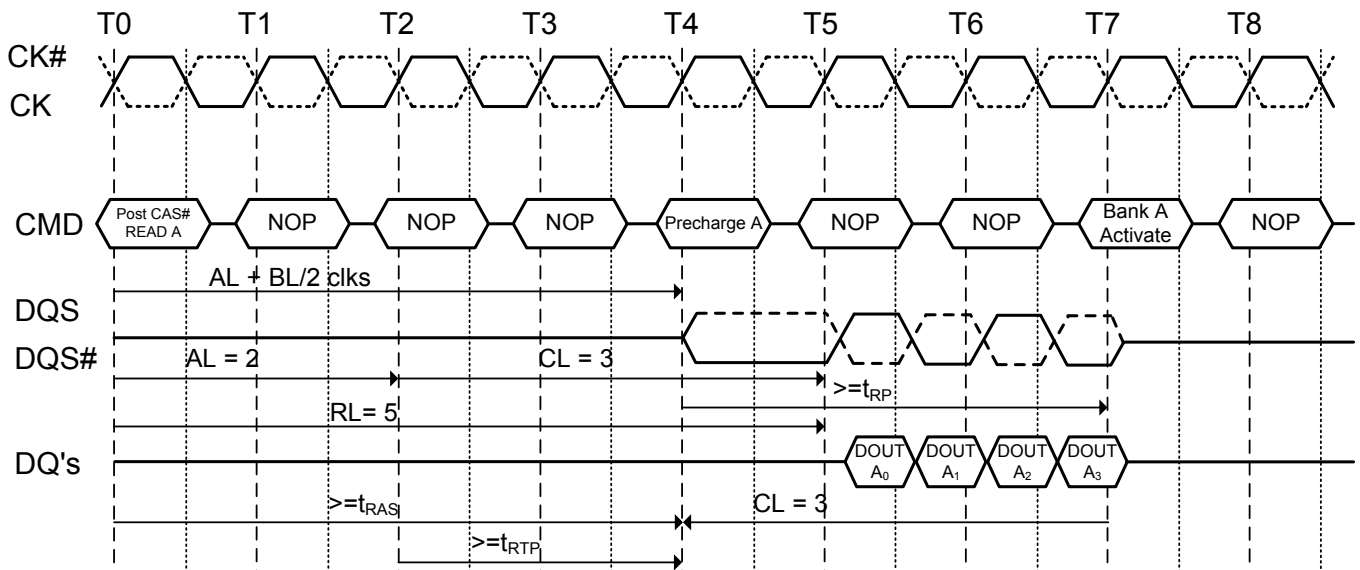 T0 T1 T2 T3 T4 T5 T6 T7 T8
CK#
CK
CMD
Post CAS#
READ A
NOP
NOP
NOP
Precharge A
NOP
NOP
Bank A
Activate
NOP
AL + BL/2 clks
DQS
DQS#
AL = 2
CL = 3
>=tRP
RL= 5
DQ's
DOUT
A0
DOUT
A1
DOUT
A2
DOUT
A3
>=tRAS
CL = 3
>=tRTP